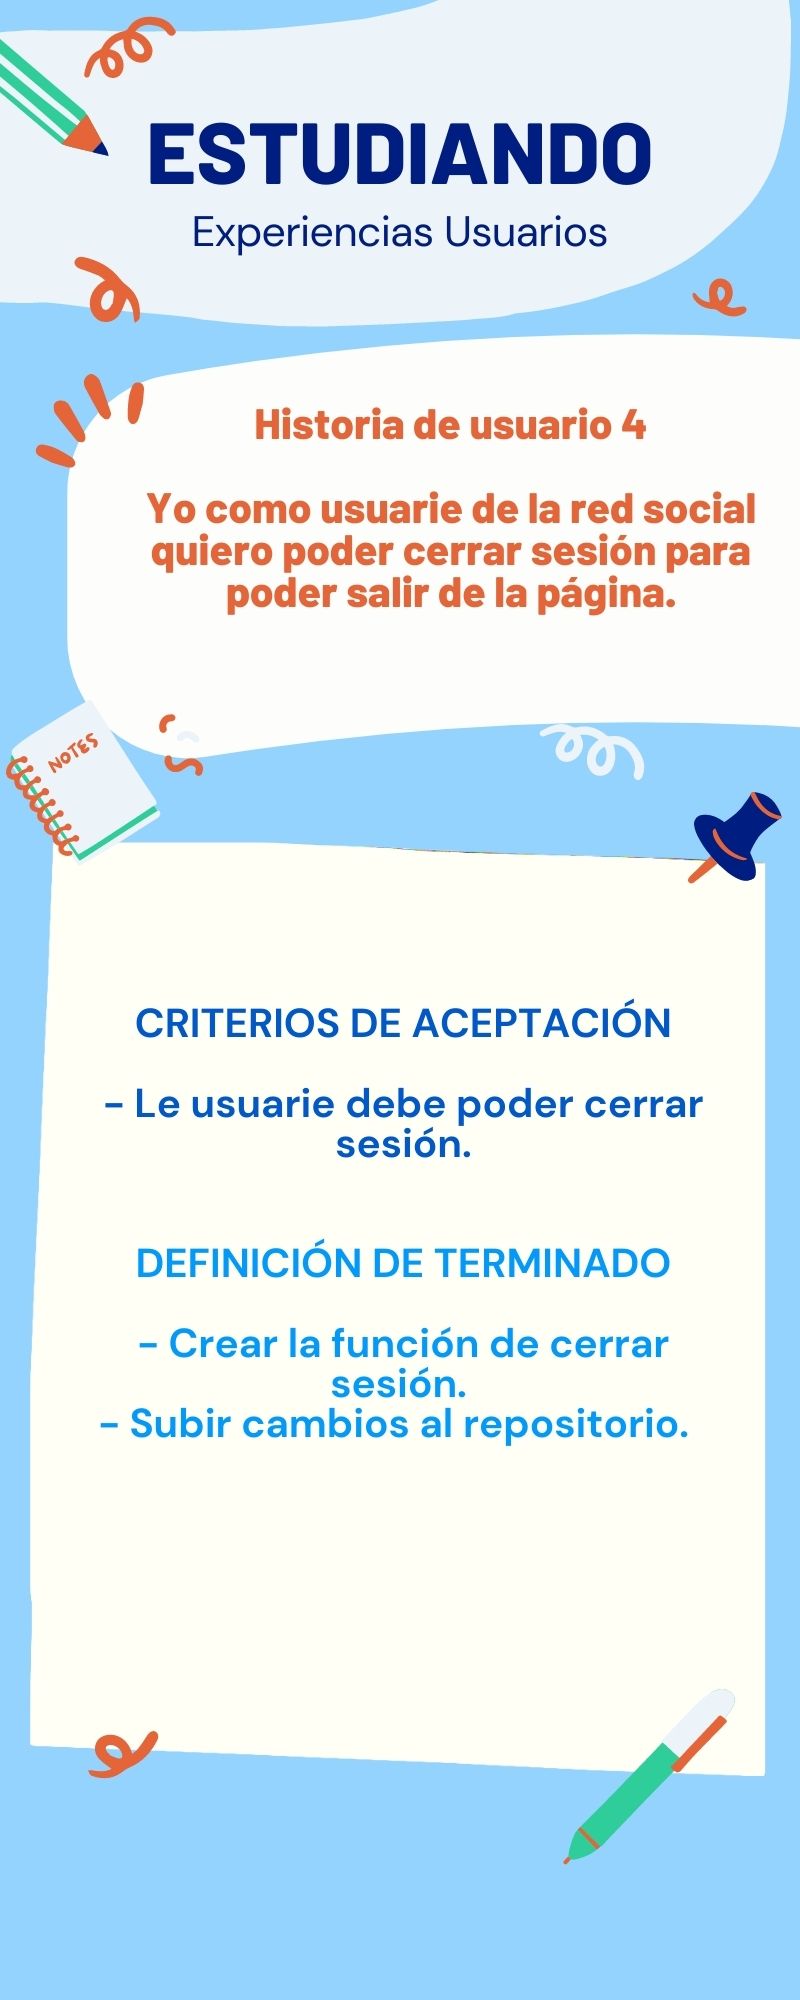 ESTUDIANDO
Experiencias Usuarios
Historia de usuario 4
Yo como usuarie de la red social
quiero poder cerrar sesión para
poder salir de la página.
NOTES
CRITERIOS DE ACEPTACIÓN
- Le usuarie debe poder cerrar
sesión.
DEFINICIÓN DE TERMINADO
- Crear la función de cerrar
sesión.
- Subir cambios al repositorio.